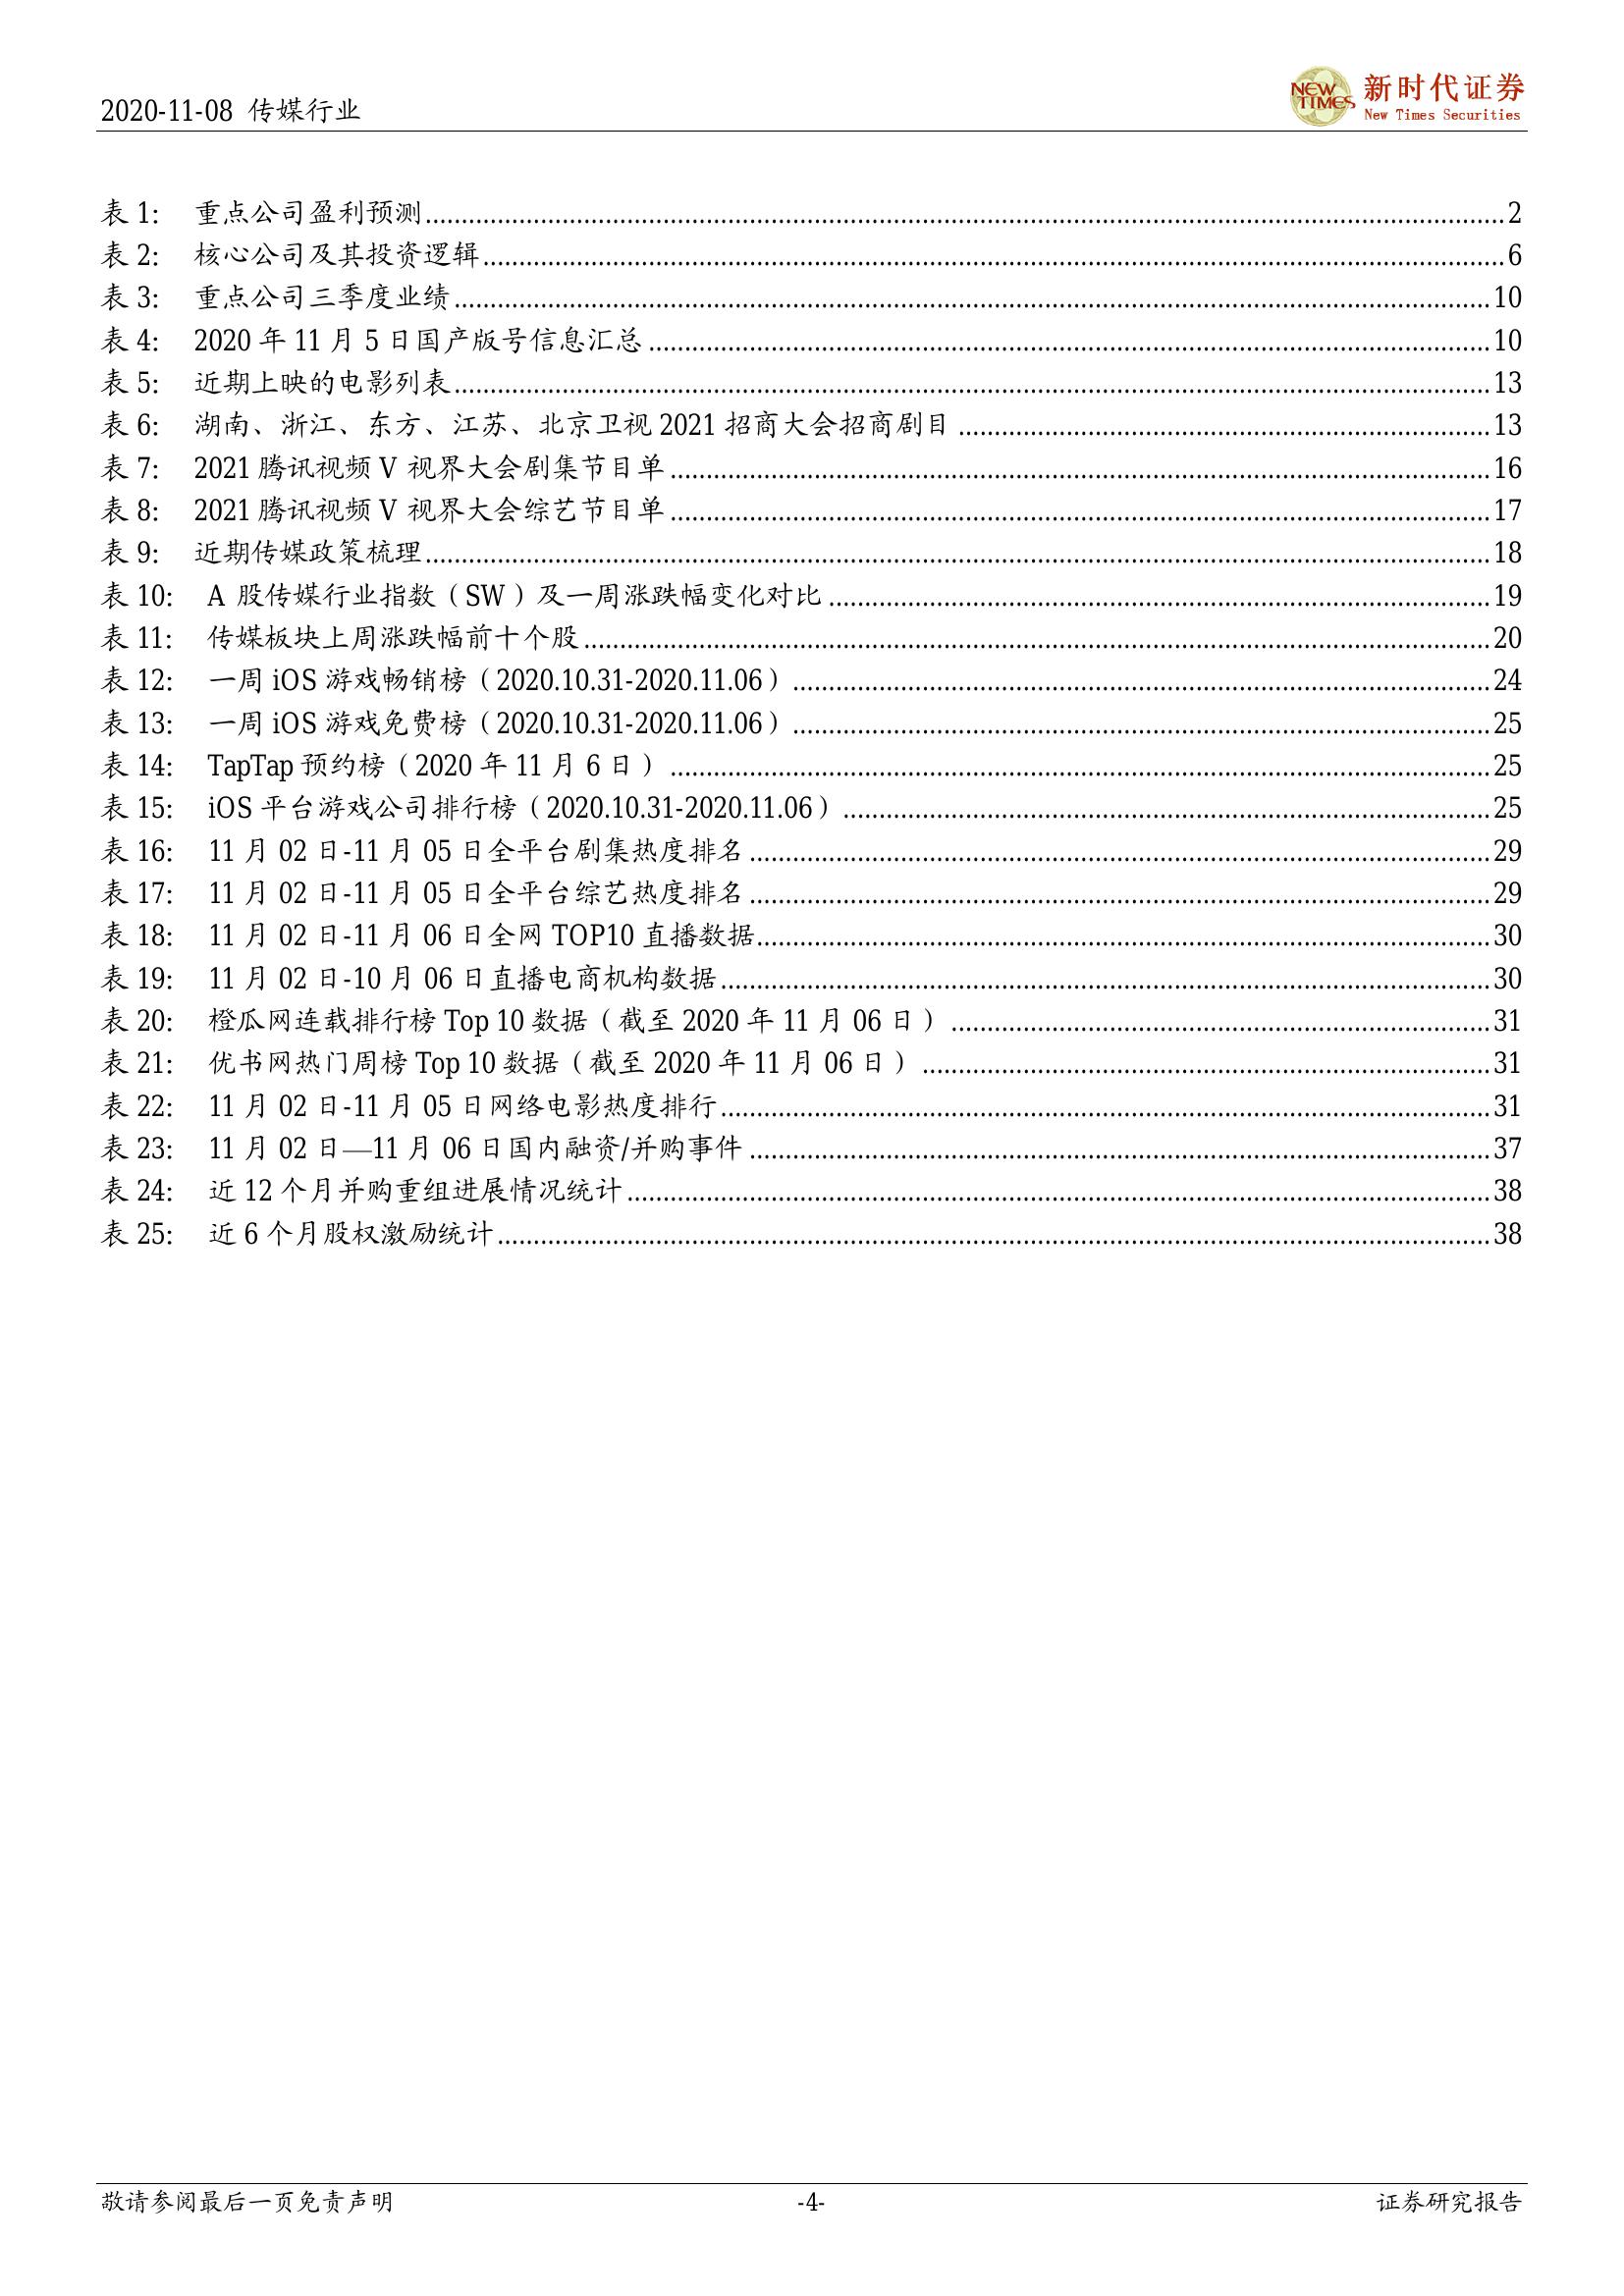 2020-11-08 传媒行业
NEW TIMES 新时代证券
New Times Securities
表 1: 重点公司盈利预测........2
表 2: 核心公司及其投资逻辑........6
表 3: 重点公司三季度业绩........10
表 4: 2020 年 11 月 5 日国产版号信息汇总........10
表 5: 近期上映的电影列表........13
表 6: 湖南、浙江、东方、江苏、北京卫视 2021 招商大会招商剧目........13
表 7: 2021 腾讯视频 V 视界大会剧集节目单........16
表 8: 2021 腾讯视频 V 视界大会综艺节目单........17
表 9: 近期传媒政策梳理........18
表 10: A 股传媒行业指数（SW）及一周涨跌幅变化对比........19
表 11: 传媒板块上周涨跌幅前十个股........20
表 12: 一周 iOS 游戏畅销榜（2020.10.31-2020.11.06）........24
表 13: 一周 iOS 游戏免费榜（2020.10.31-2020.11.06）........25
表 14: TapTap 预约榜（2020 年 11 月 6 日）........25
表 15: iOS 平台游戏公司排行榜（2020.10.31-2020.11.06）........25
表 16: 11 月 02 日-11 月 05 日全平台剧集热度排名........29
表 17: 11 月 02 日-11 月 05 日全平台综艺热度排名........29
表 18: 11 月 02 日-11 月 06 日全网 TOP10 直播数据........30
表 19: 11 月 02 日-10 月 06 日直播电商机构数据........30
表 20: 橙瓜网连载排行榜 Top 10 数据（截至 2020 年 11 月 06 日）........31
表 21: 优书网热门周榜 Top 10 数据（截至 2020 年 11 月 06 日）........31
表 22: 11 月 02 日-11 月 05 日网络电影热度排行........31
表 23: 11 月 02 日—11 月 06 日国内融资/并购事件........37
表 24: 近 12 个月并购重组进展情况统计........38
表 25: 近 6 个月股权激励统计........38
敬请参阅最后一页免责声明 -4- 证券研究报告